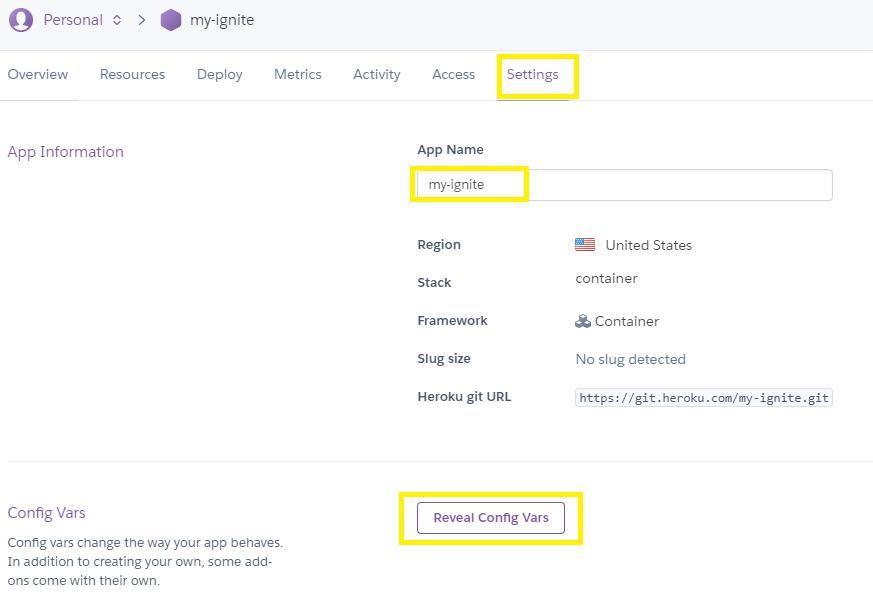 Personal my-ignite
Overview Resources Deploy Metrics Activity Access Settings
App Information
App Name
my-ignite
Region United States
Stack container
Framework Container
Slug size No slug detected
Heroku git URL https://git.heroku.com/my-ignite.git
Config Vars
Reveal Config Vars
Config vars change the way your app behaves.
In addition to creating your own, some add-
ons come with their own.